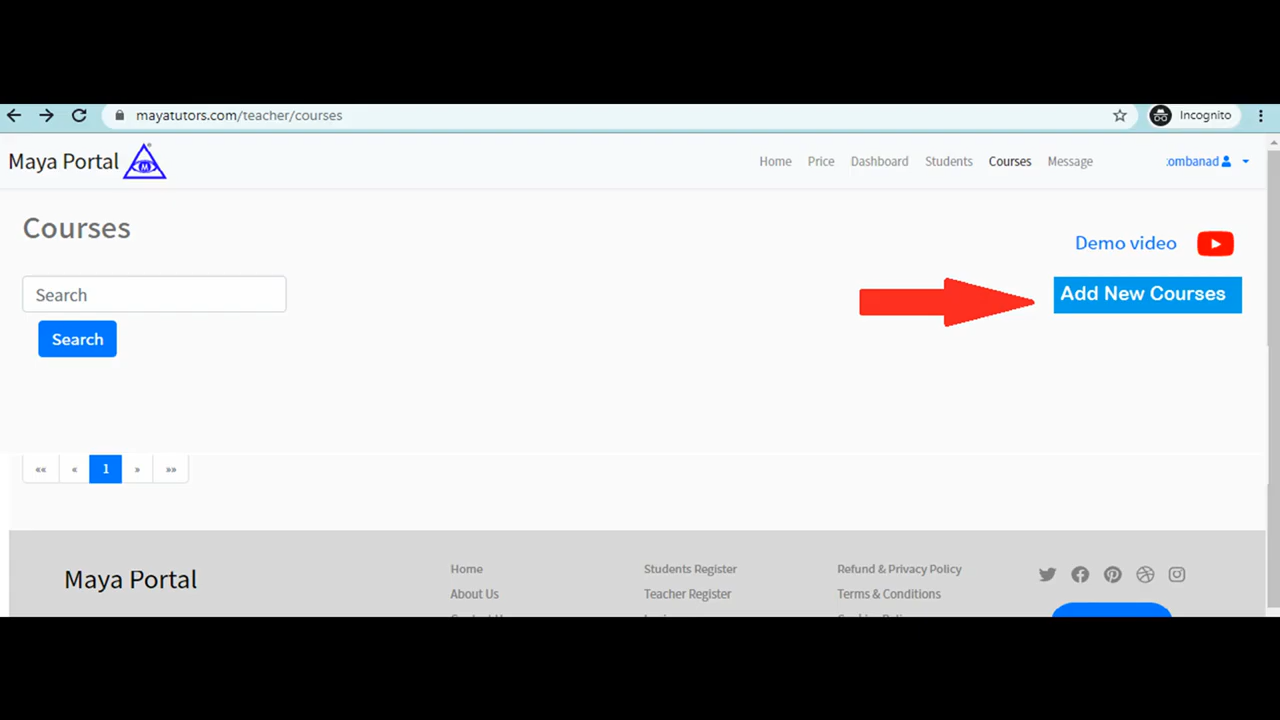 mayatutors.com/teacher/courses
Incognito
Maya Portal M
Home Price Dashboard Students Courses Message
:ombanad
Courses
Demo video
Search
Add New Courses
Search
«« « 1 » »»
Maya Portal
Home
Students Register
Refund & Privacy Policy
About Us
Teacher Register
Terms & Conditions